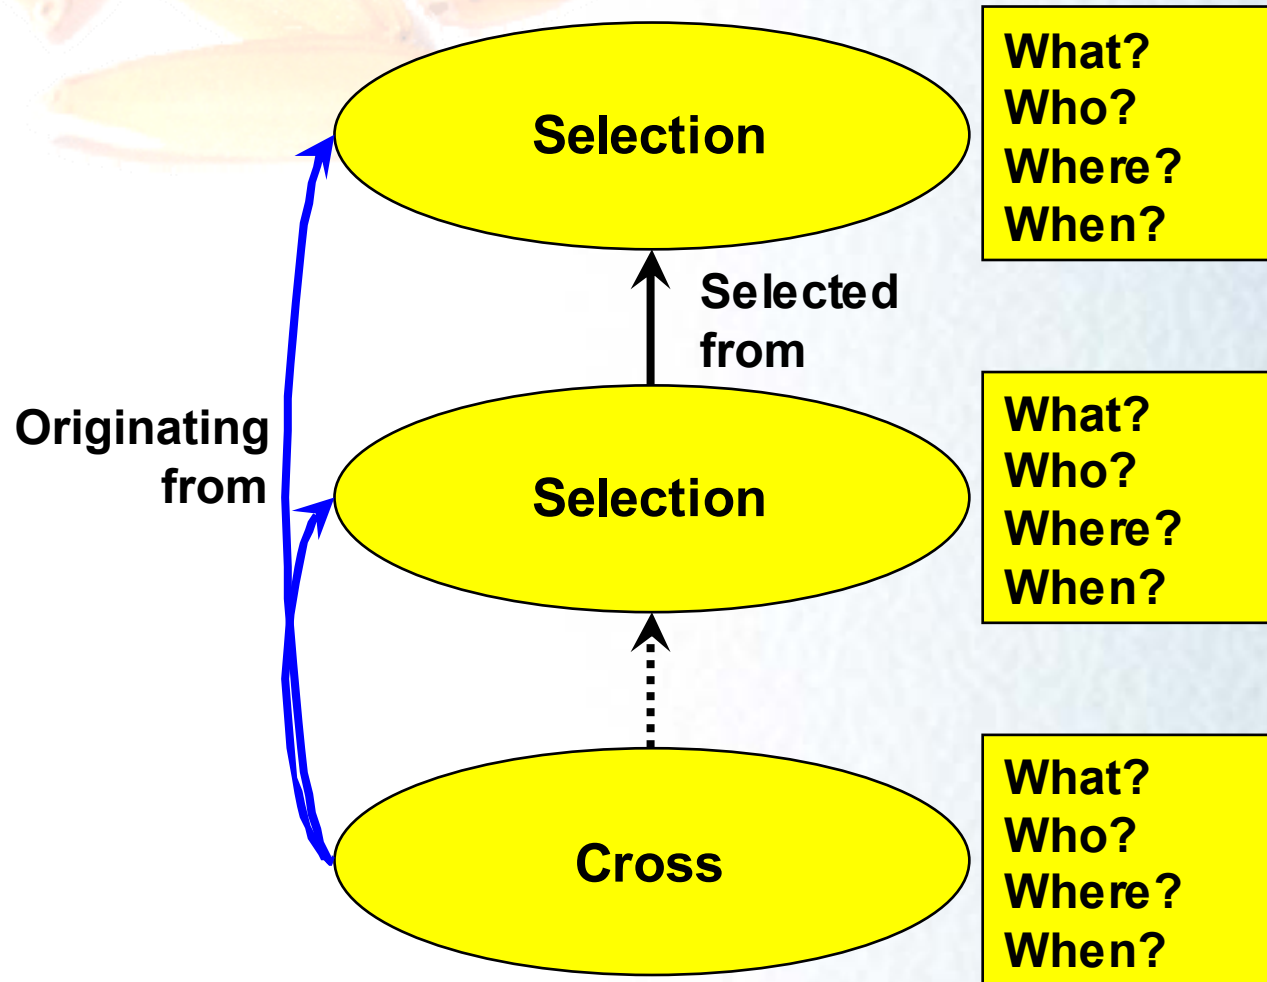 Selection
What?
Who?
Where?
When?
Selected
from
Originating
from
Selection
What?
Who?
Where?
When?
Cross
What?
Who?
Where?
When?